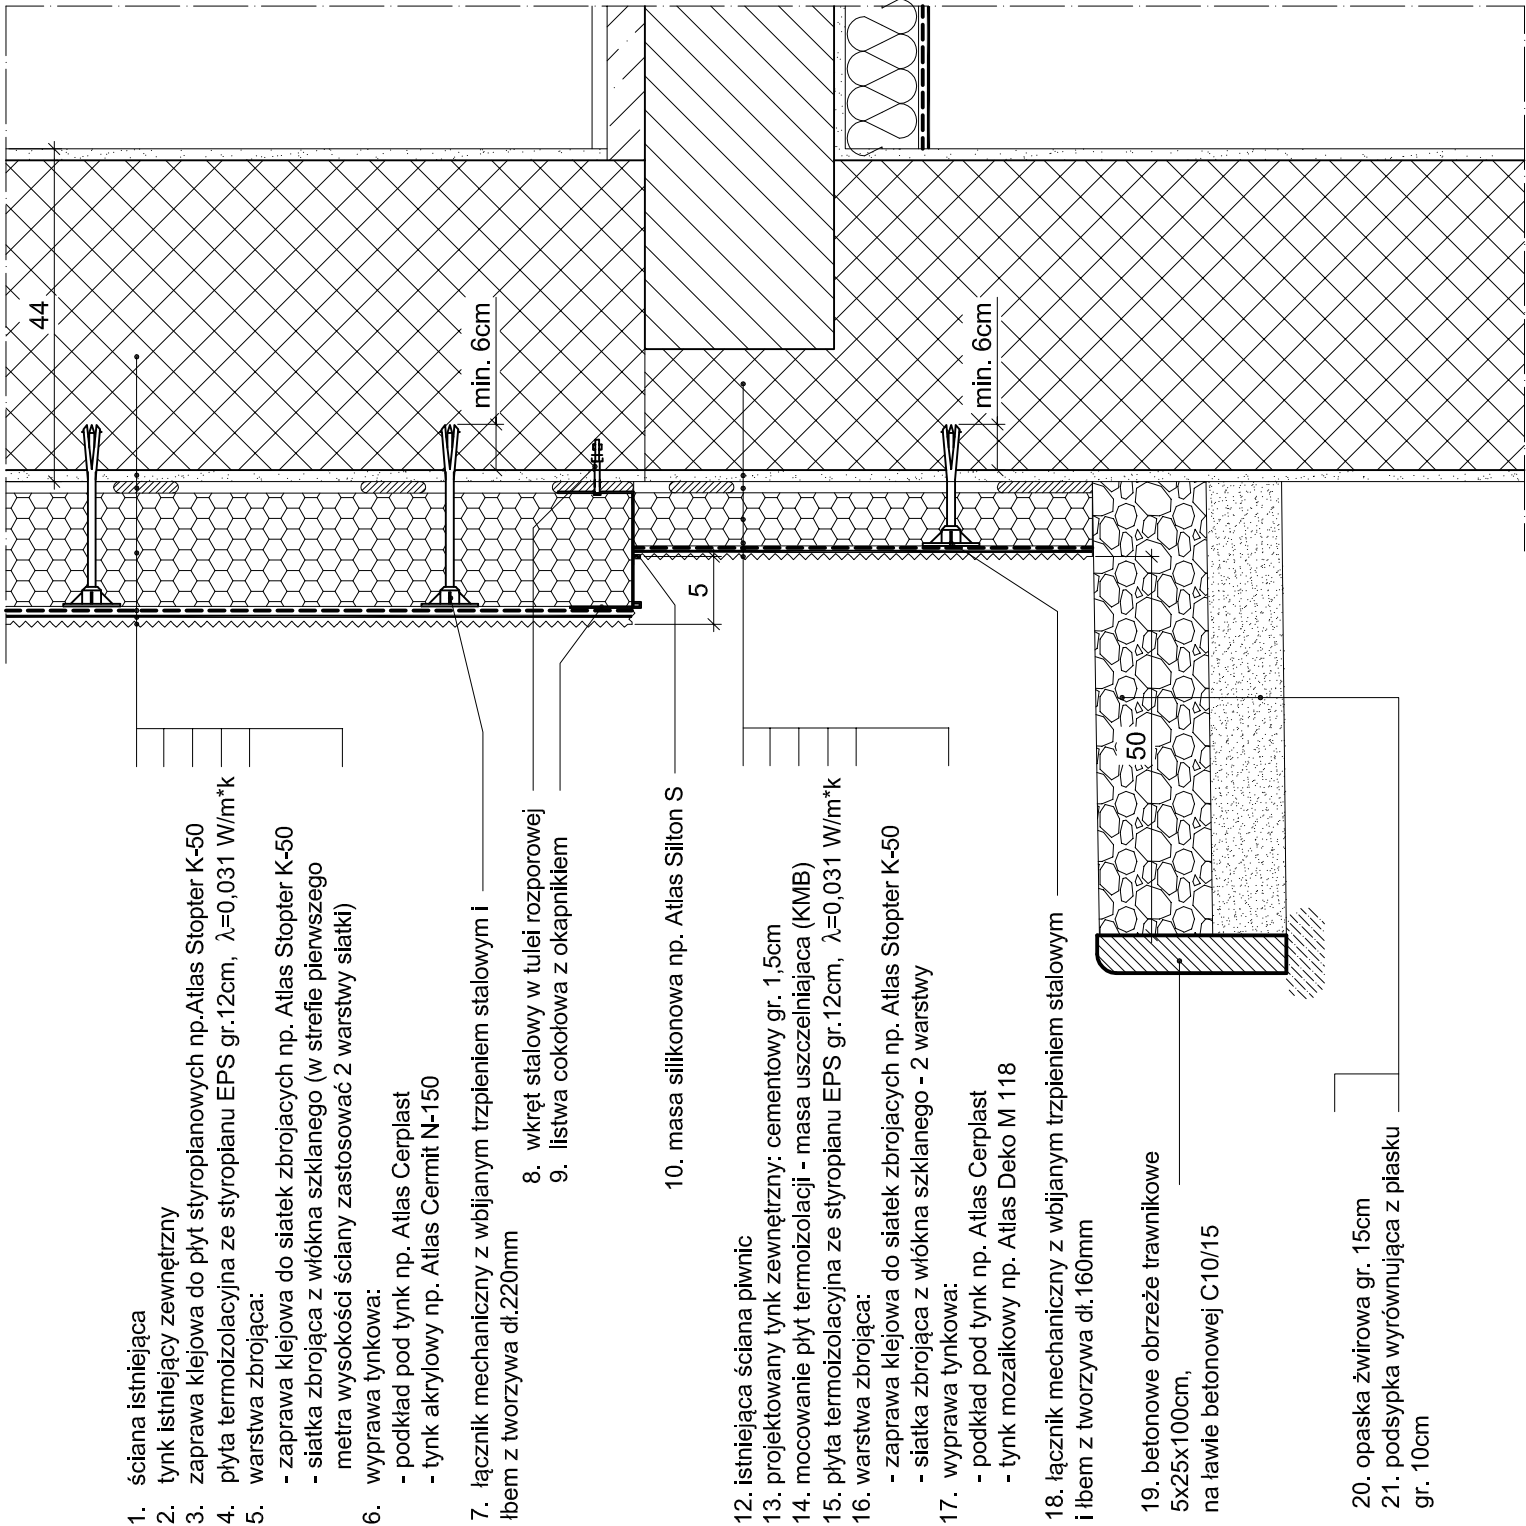 1. ściana istniejąca
2. tynk istniejący zewnętrzny
3. zaprawa klejowa do płyt styropianowych np.Atlas Stopter K-50
4. płyta termoizolacyjna ze styropianu EPS gr.12cm, λ=0,031 W/m*k
5. warstwa zbrojąca:
- zaprawa klejowa do siatek zbrojacych np. Atlas Stopter K-50
- siatka zbrojąca z włókna szklanego (w strefie pierwszego
metra wysokości ściany zastosować 2 warstwy siatki)
6. wyprawa tynkowa:
- podkład pod tynk np. Atlas Cerplast
- tynk akrylowy np. Atlas Cermit N-150
7. łącznik mechaniczny z wbijanym trzpieniem stalowym i
łbem z tworzywa dł.220mm
8. wkręt stalowy w tulei rozporowej
9. listwa cokołowa z okapnikiem
10. masa silikonowa np. Atlas Silton S
12. istniejąca ściana piwnic
13. projektowany tynk zewnętrzny: cementowy gr. 1,5cm
14. mocowanie płyt termoizolacji - masa uszczelniajaca (KMB)
15. płyta termoizolacyjna ze styropianu EPS gr.12cm, λ=0,031 W/m*k
16. warstwa zbrojąca:
- zaprawa klejowa do siatek zbrojacych np. Atlas Stopter K-50
- siatka zbrojąca z włókna szklanego - 2 warstwy
17. wyprawa tynkowa:
- podkład pod tynk np. Atlas Cerplast
- tynk mozaikowy np. Atlas Deko M 118
18. łącznik mechaniczny z wbijanym trzpieniem stalowym
i łbem z tworzywa dł.160mm
19. betonowe obrzeże trawnikowe
5x25x100cm,
na ławie betonowej C10/15
20. opaska żwirowa gr. 15cm
21. podsypka wyrównująca z piasku
gr. 10cm
44
min. 6cm
5
min. 6cm
50